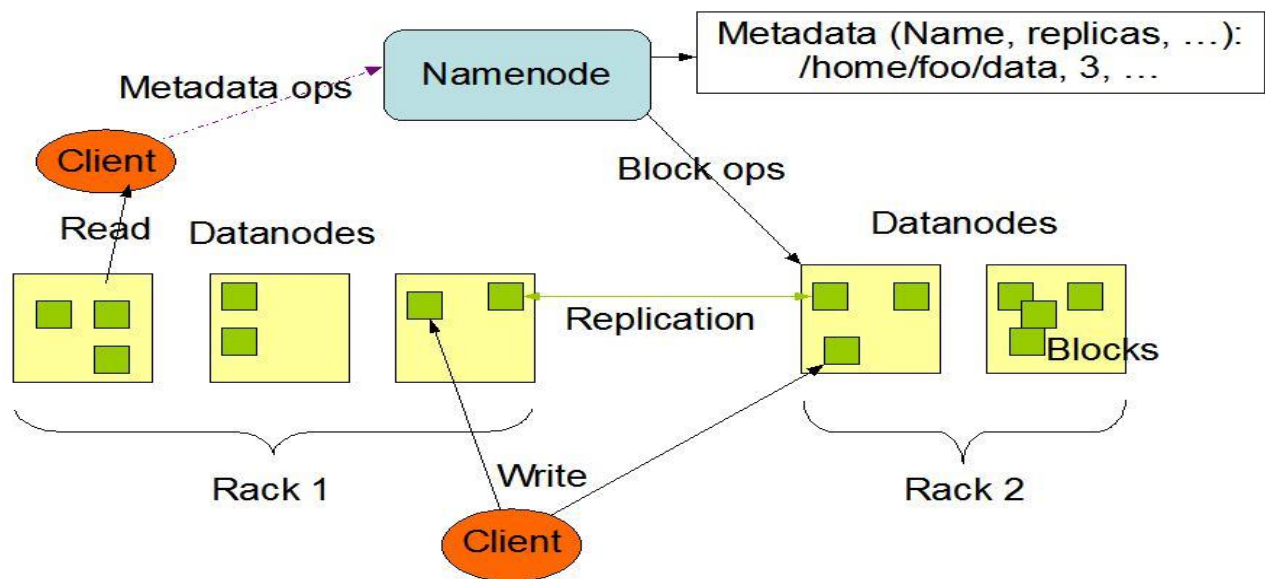 Metadata (Name, replicas, ...):
/home/foo/data, 3, ...
Namenode
Metadata ops
Client
Block ops
Read
Datanodes
Datanodes
Replication
Blocks
Write
Rack 1
Rack 2
Client